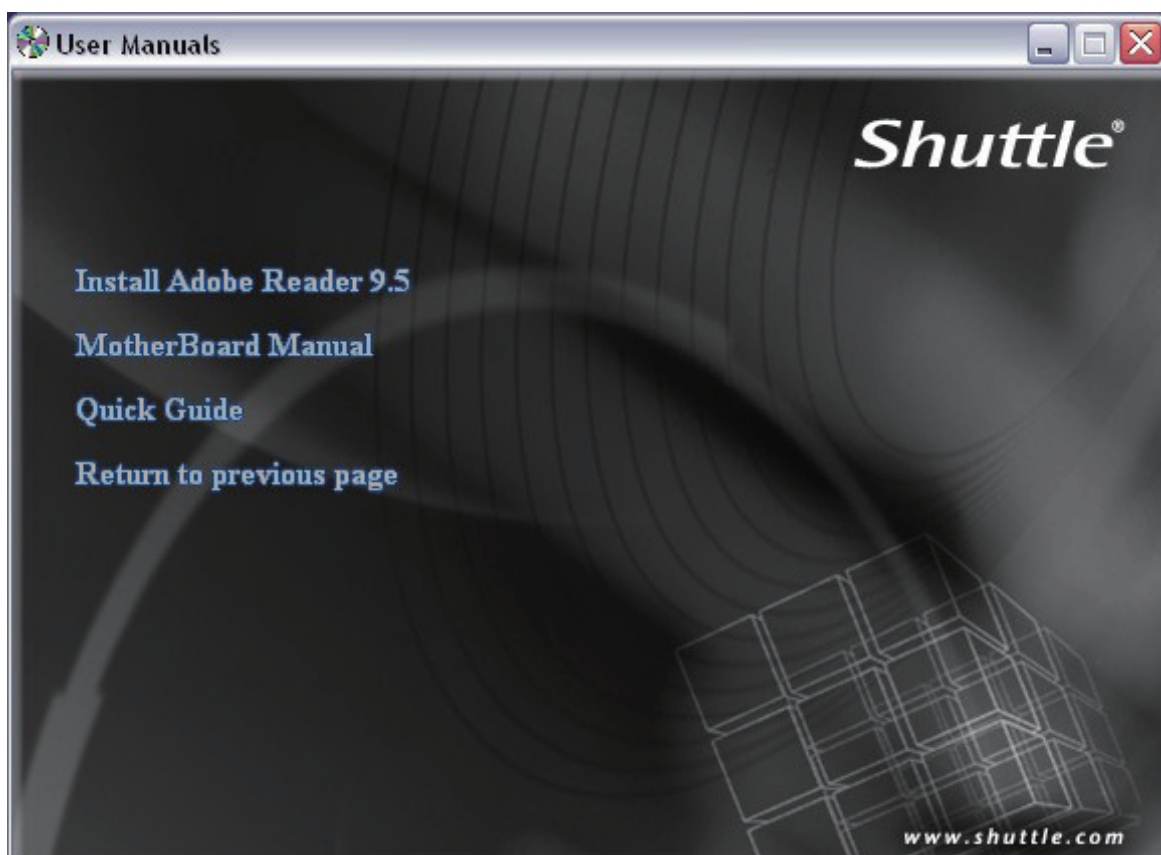 User Manuals
Shuttle®
Install Adobe Reader 9.5
MotherBoard Manual
Quick Guide
Return to previous page
www.shuttle.com